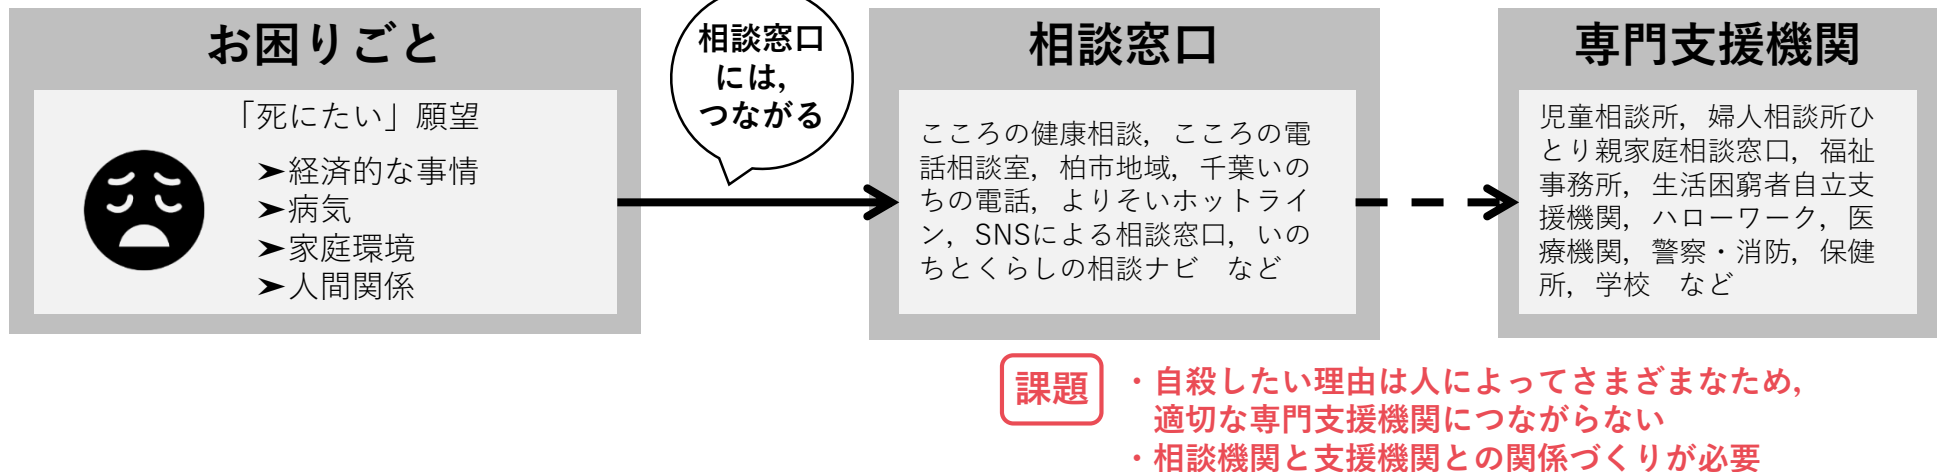 お困りごと
「死にたい」願望
➤経済的な事情
➤病気
➤家庭環境
➤人間関係
相談窓口
には，
つながる
相談窓口
こころの健康相談，こころの電
話相談室，柏市地域，千葉いの
ちの電話，よりそいホットライ
ン，SNSによる相談窓口，いの
ちとくらしの相談ナビ　など
専門支援機関
児童相談所，婦人相談所ひ
とり親家庭相談窓口，福祉
事務所，生活困窮者自立支
援機関，ハローワーク，医
療機関，警察・消防，保健
所，学校　など
課題
・自殺したい理由は人によってさまざまなため，
適切な専門支援機関につながらない
・相談機関と支援機関との関係づくりが必要